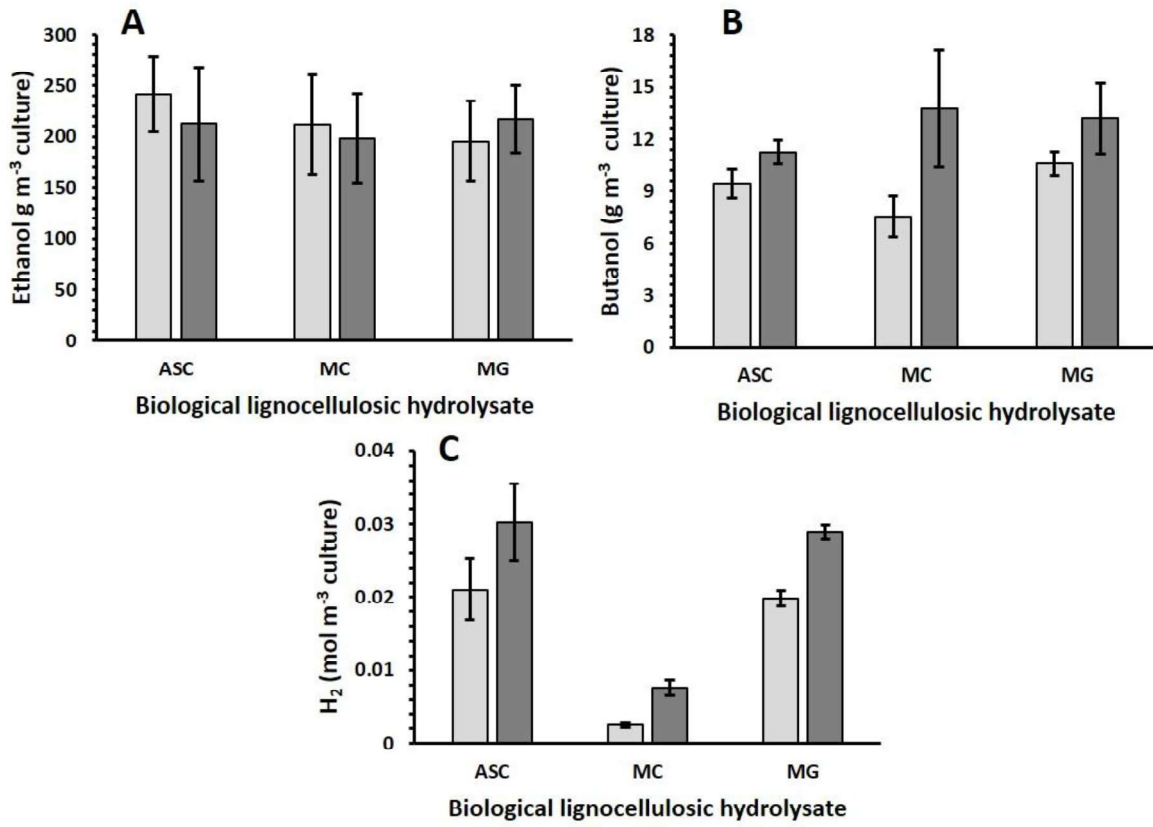 A
Ethanol g m⁻³ culture)
300
250
200
150
100
50
0
ASC MC MG
Biological lignocellulosic hydrolysate
B
Butanol (g m⁻³ culture)
18
15
12
9
6
3
0
ASC MC MG
Biological lignocellulosic hydrolysate
C
H₂ (mol m⁻³ culture)
0.04
0.03
0.02
0.01
0
ASC MC MG
Biological lignocellulosic hydrolysate